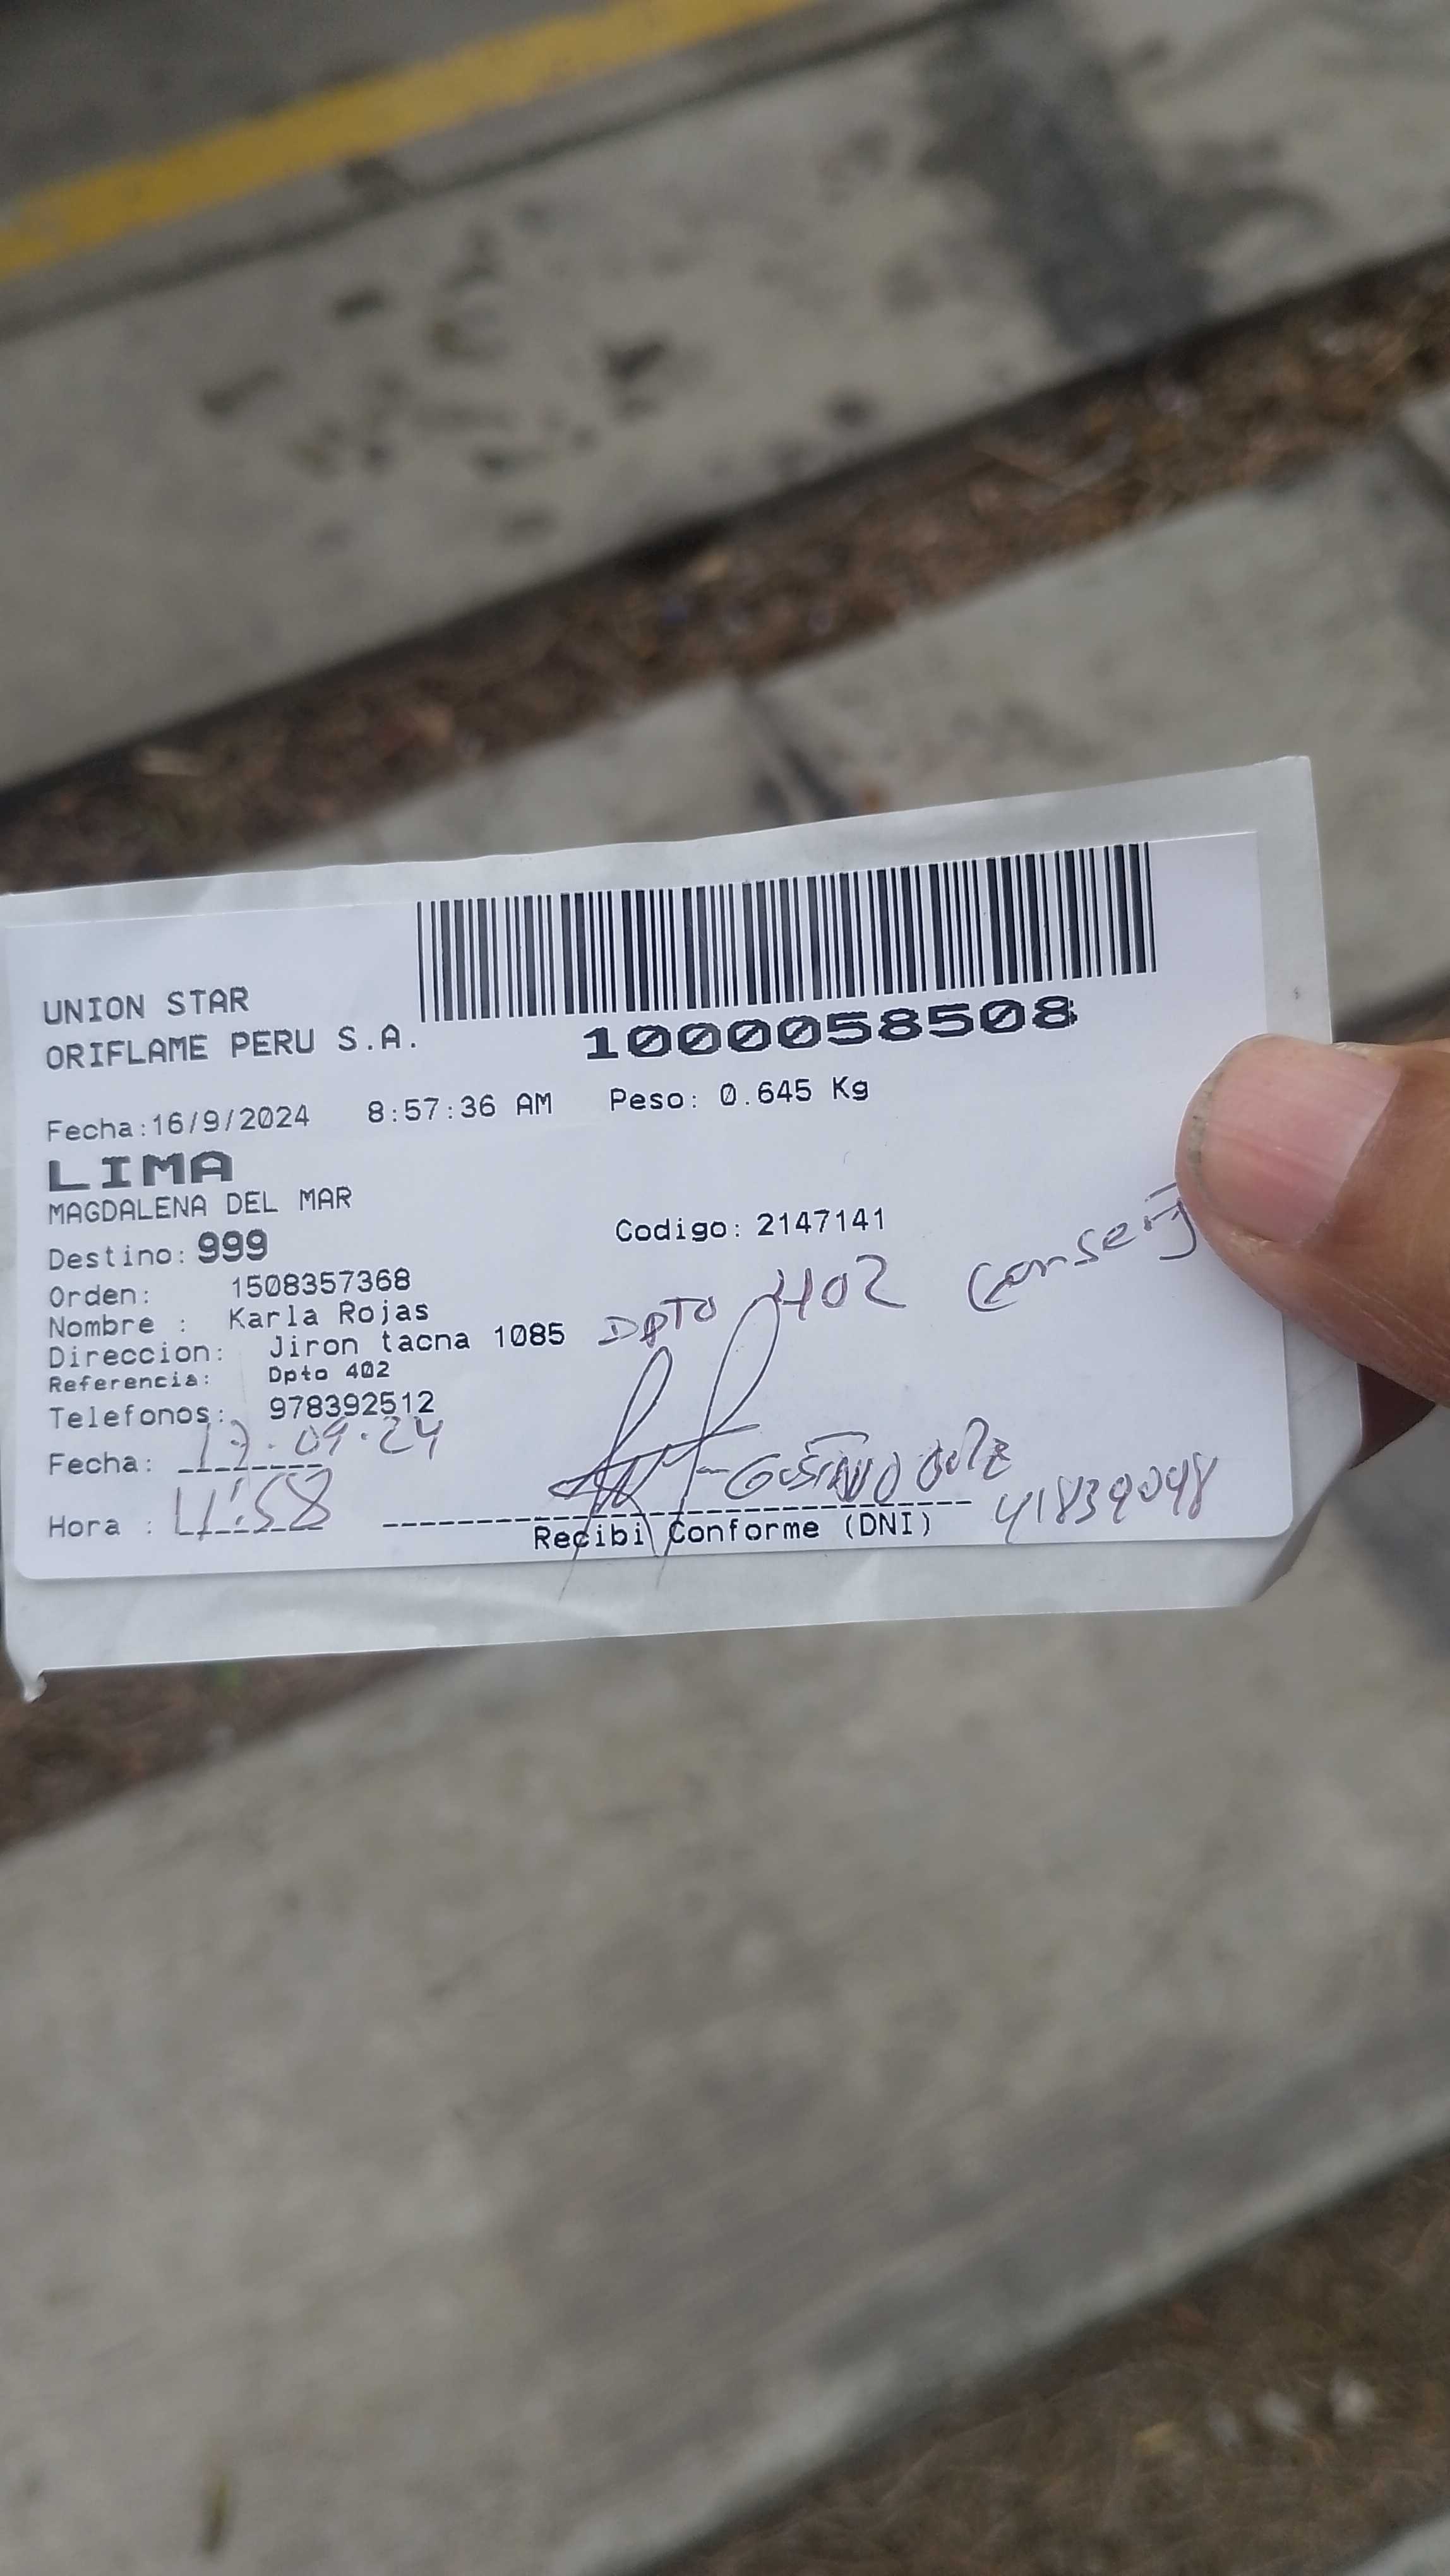 UNION STAR
ORIFLAME PERU S.A.
1000058508
Fecha:16/9/2024 8:57:36 AM Peso: 0.645 Kg
LIMA
MAGDALENA DEL MAR
Destino: 999 Codigo: 2147141
Orden: 1508357368
Nombre : Karla Rojas
Direccion: Jiron tacna 1085 DPTO 402
Referencia: Dpto 402
Telefonos: 978392512
Fecha: 17.09.24
Hora : 11:58 Gustavo 41839048
Recibi Conforme (DNI)